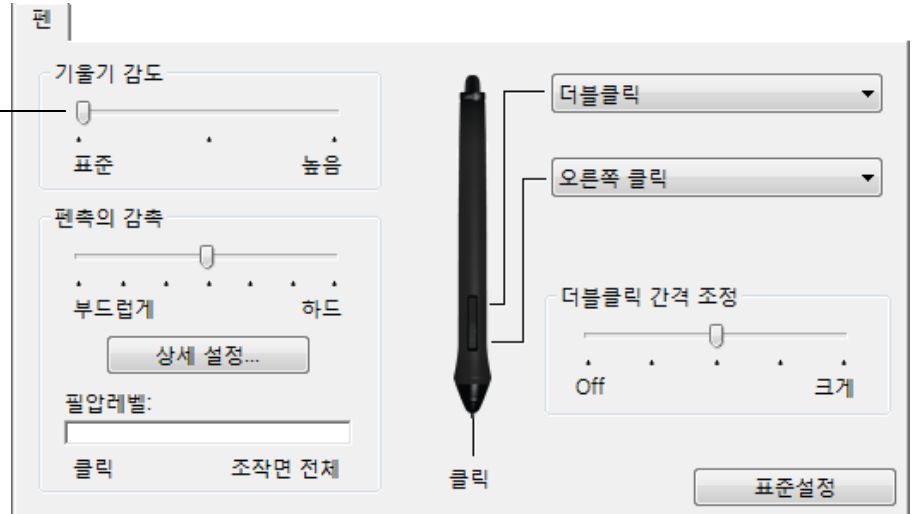 펜
기울기 감도
표준 높음
펜촉의 감촉
부드럽게 하드
상세 설정...
필압레벨:
클릭 조작면 전체
더블클릭
오른쪽 클릭
더블클릭 간격 조정
Off 크게
클릭
표준설정